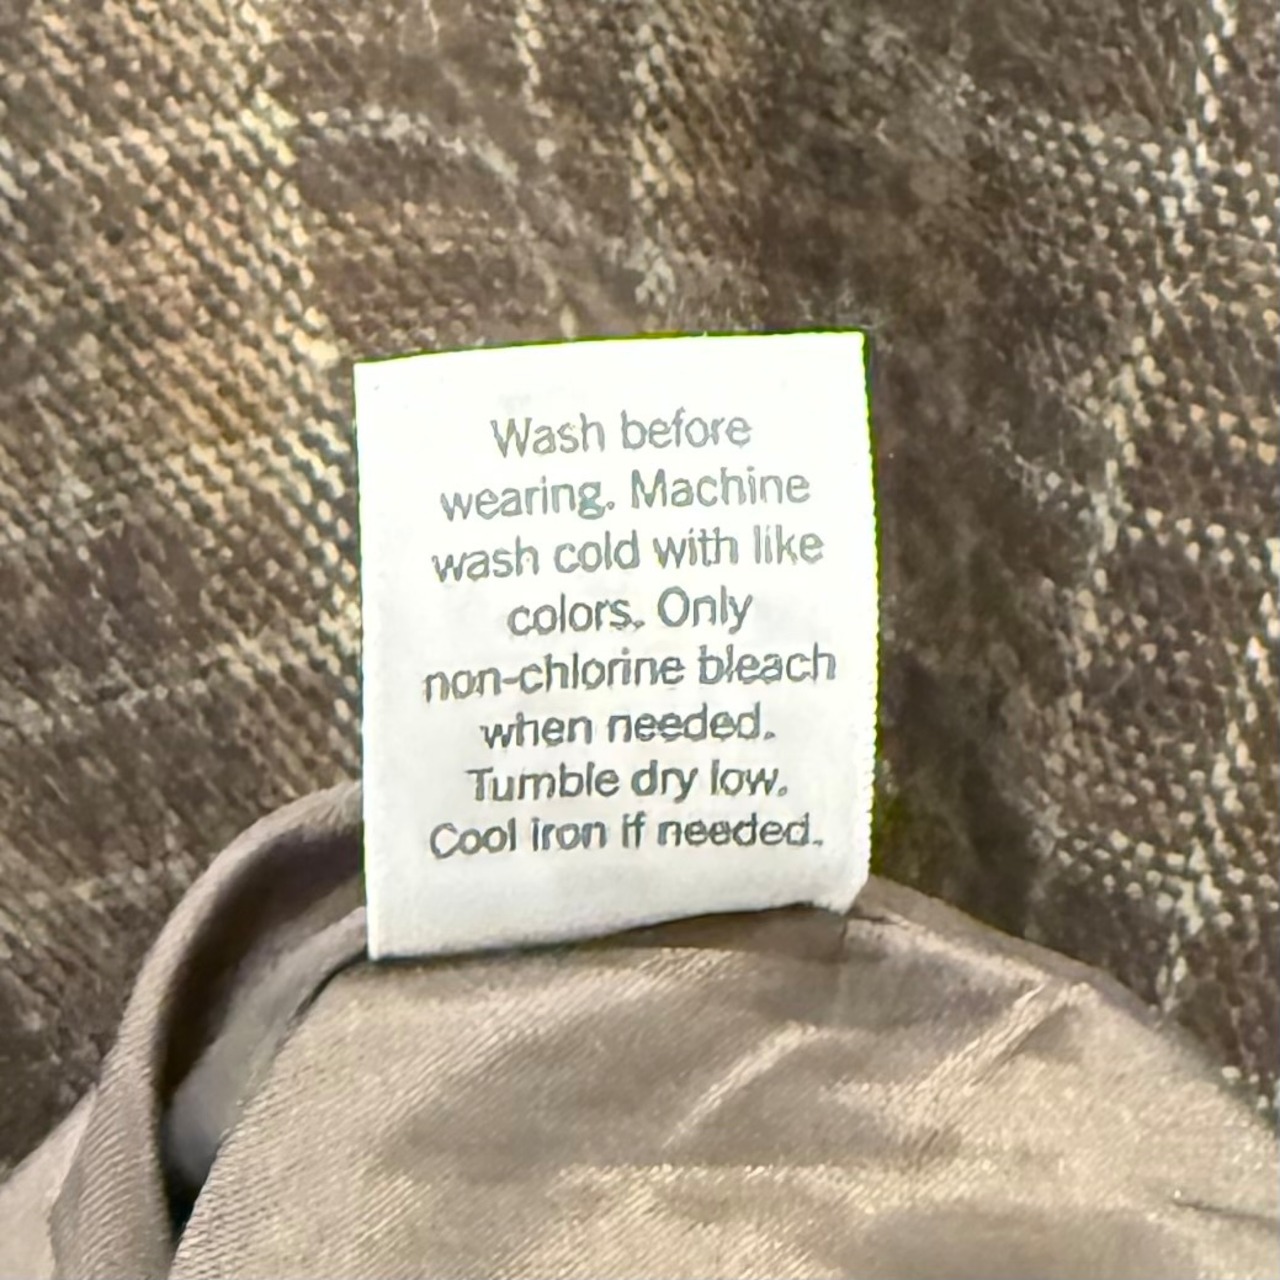 Wash before
wearing. Machine
wash cold with like
colors. Only
non-chlorine bleach
when needed.
Tumble dry low.
Cool iron if needed.